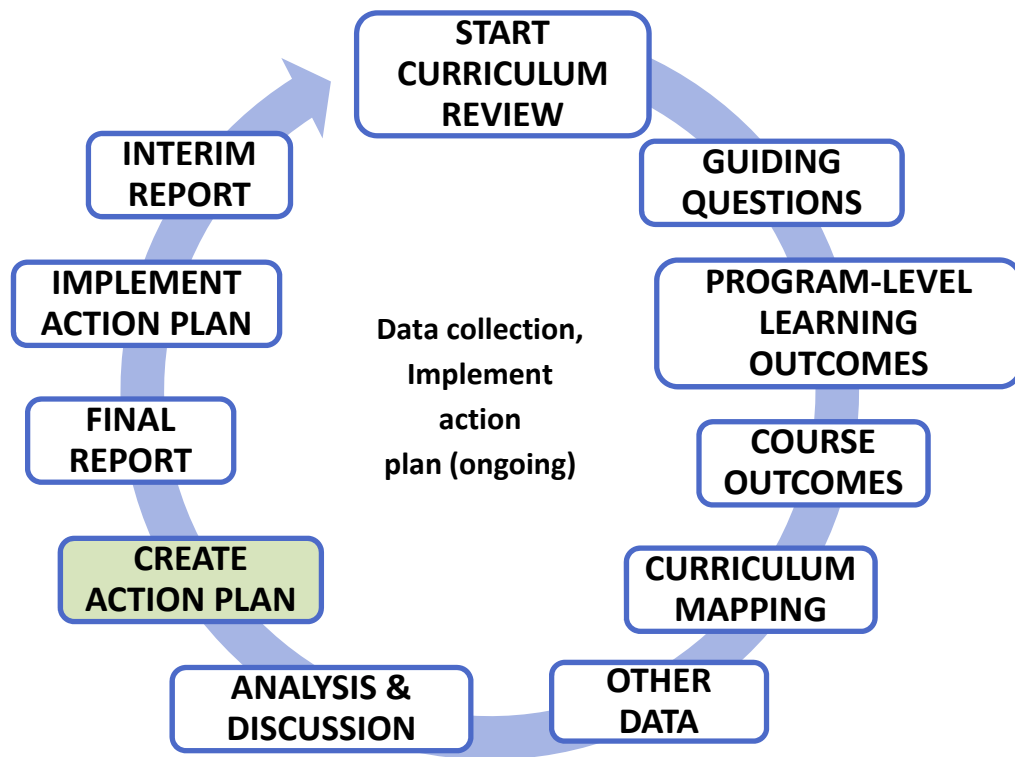 START
CURRICULUM
REVIEW
GUIDING
QUESTIONS
PROGRAM-LEVEL
LEARNING
OUTCOMES
COURSE
OUTCOMES
CURRICULUM
MAPPING
OTHER
DATA
ANALYSIS &
DISCUSSION
CREATE
ACTION PLAN
FINAL
REPORT
IMPLEMENT
ACTION PLAN
INTERIM
REPORT
Data collection,
Implement
action
plan (ongoing)